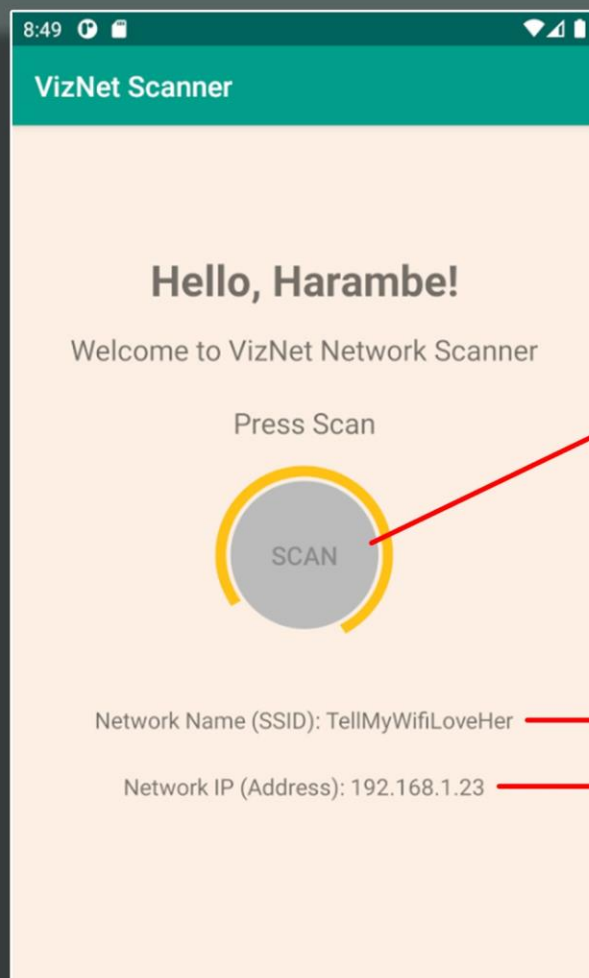 8:49
VizNet Scanner
Hello, Harambe!
Welcome to VizNet Network Scanner
Press Scan
SCAN
Network Name (SSID): TellMyWifiLoveHer
Network IP (Address): 192.168.1.23